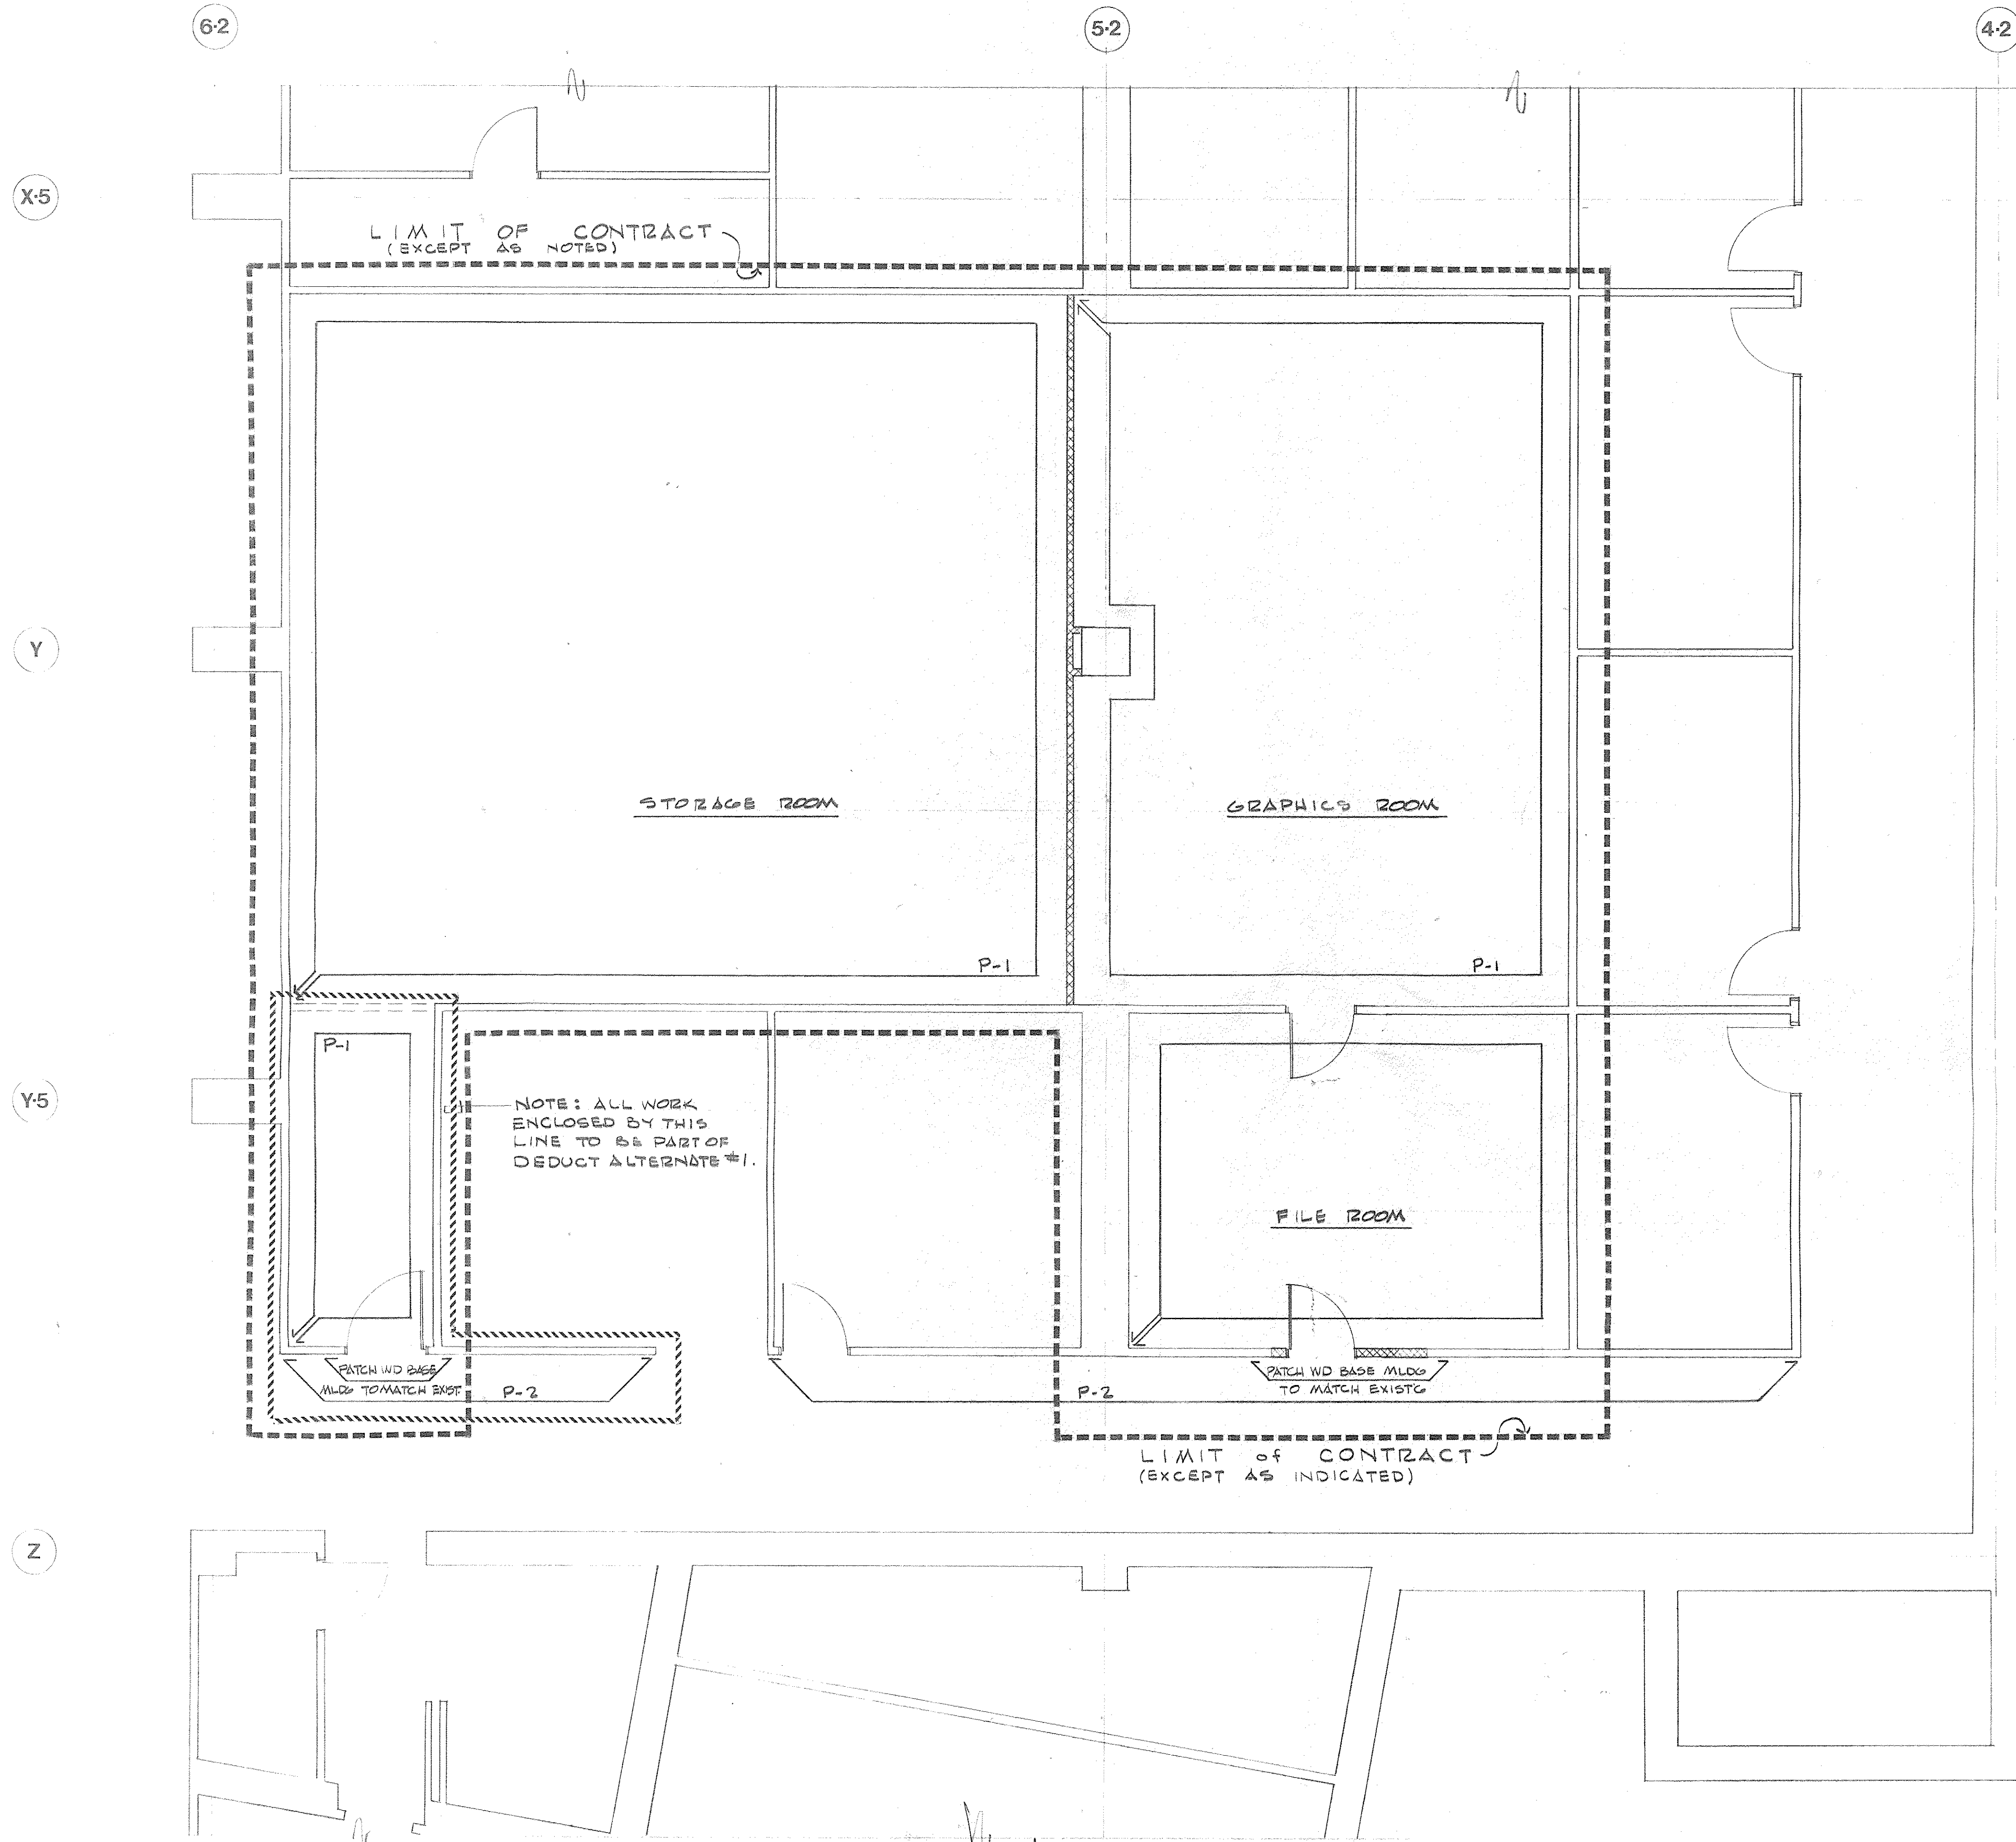 6·2
5·2
4·2
X·5
LIMIT OF CONTRACT
(EXCEPT AS NOTED)
Y
STORAGE ROOM
GRAPHICS ROOM
P-1
P-1
P-1
Y·5
NOTE: ALL WORK
ENCLOSED BY THIS
LINE TO BE PART OF
DEDUCT ALTERNATE #1.
FILE ROOM
PATCH WD BASE
MLDG TO MATCH EXIST.
P-2
PATCH WD BASE MLDG
TO MATCH EXIST'G
P-2
LIMIT of CONTRACT
(EXCEPT AS INDICATED)
Z